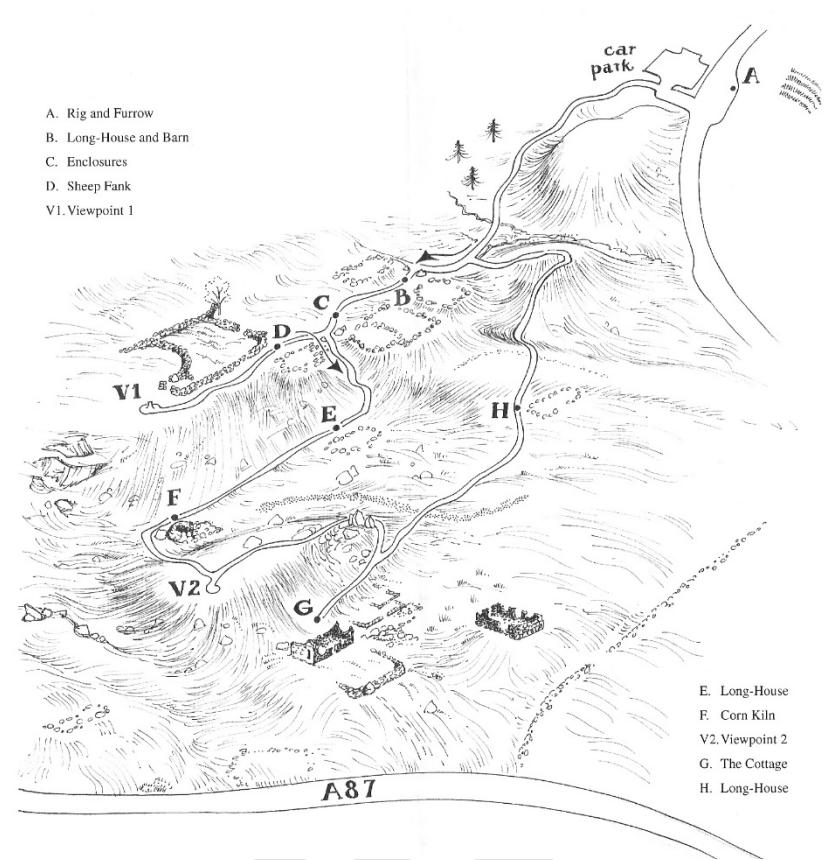 car
park
A
A. Rig and Furrow
B. Long-House and Barn
C. Enclosures
D. Sheep Fank
V1. Viewpoint 1
B
C
D
V1
H
E
F
V2
G
E. Long-House
F. Corn Kiln
V2. Viewpoint 2
G. The Cottage
H. Long-House
A87